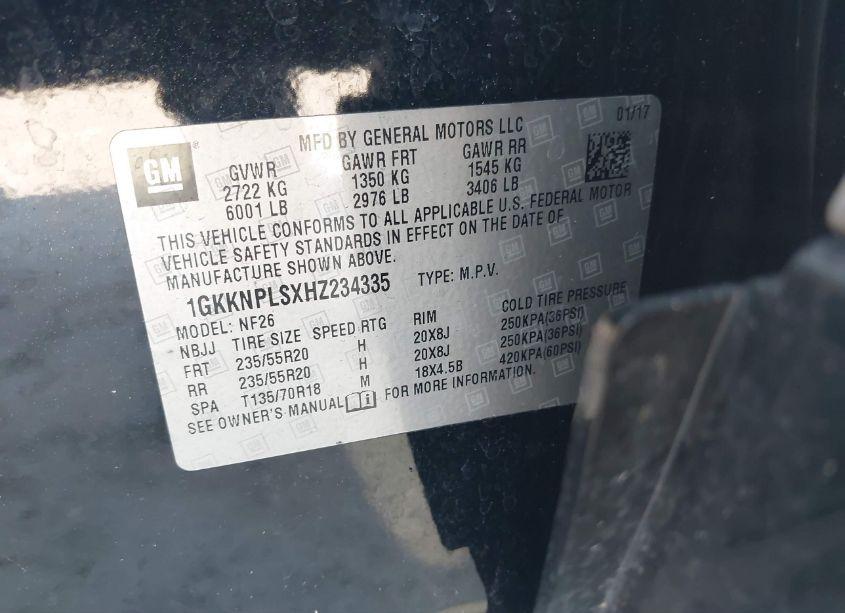 MFD BY GENERAL MOTORS LLC 01/17
GM
GVWR GAWR FRT GAWR RR
2722 KG 1350 KG 1545 KG
6001 LB 2976 LB 3406 LB
THIS VEHICLE CONFORMS TO ALL APPLICABLE U.S. FEDERAL MOTOR
VEHICLE SAFETY STANDARDS IN EFFECT ON THE DATE OF
MANUFACTURE SHOWN ABOVE.
1GKKNPLSXHZ234335 TYPE: M.P.V.
MODEL: NF26
NBJJ TIRE SIZE SPEED RTG RIM COLD TIRE PRESSURE
FRT 235/55R20 H 20X8J 250KPA(36PSI)
RR 235/55R20 H 20X8J 250KPA(36PSI)
SPA T135/70R18 M 18X4.5B 420KPA(60PSI)
SEE OWNER'S MANUAL FOR MORE INFORMATION.